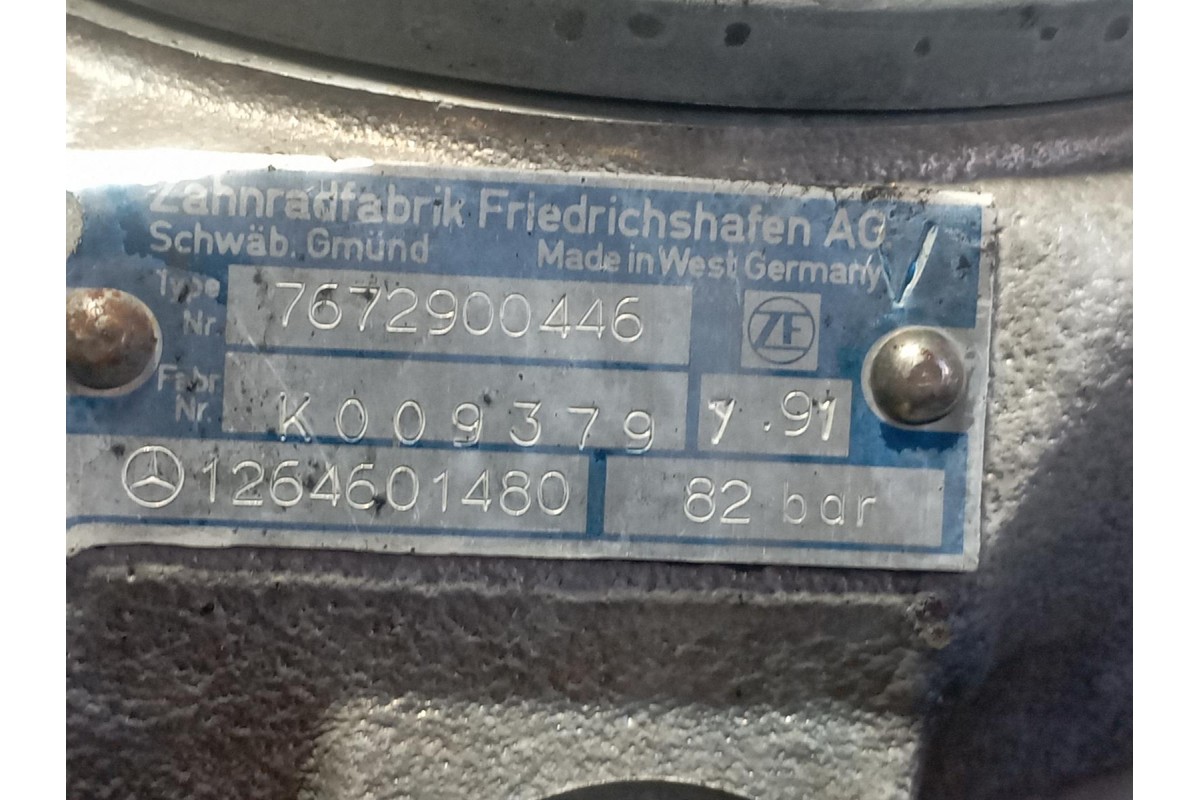 Zahnradfabrik Friedrichshafen AG
Schwäb. Gmünd Made in West Germany
Type Nr. 7672900446 ZF
Fabr. Nr. K009379 7.91
1264601480 82 bar